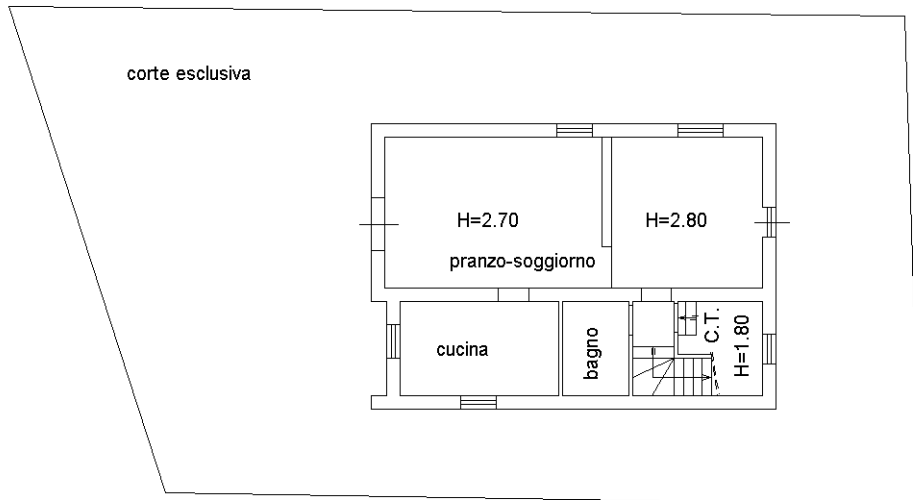 corte esclusiva
H=2.70
H=2.80
pranzo-soggiorno
cucina
bagno
C.T.
H=1.80